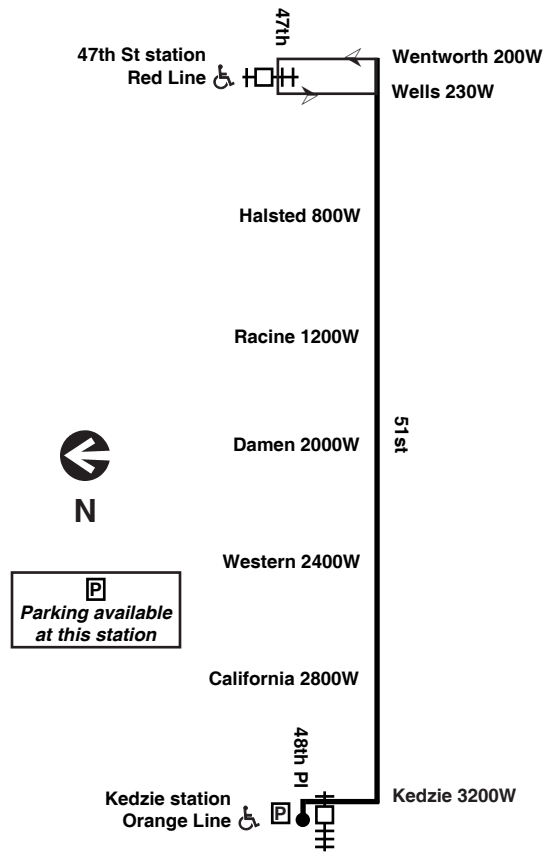 47th
47th St station
Red Line
Wentworth 200W
Wells 230W
Halsted 800W
Racine 1200W
51st
Damen 2000W
N
Western 2400W
P
Parking available
at this station
California 2800W
48th Pl
Kedzie station
Orange Line
P
Kedzie 3200W